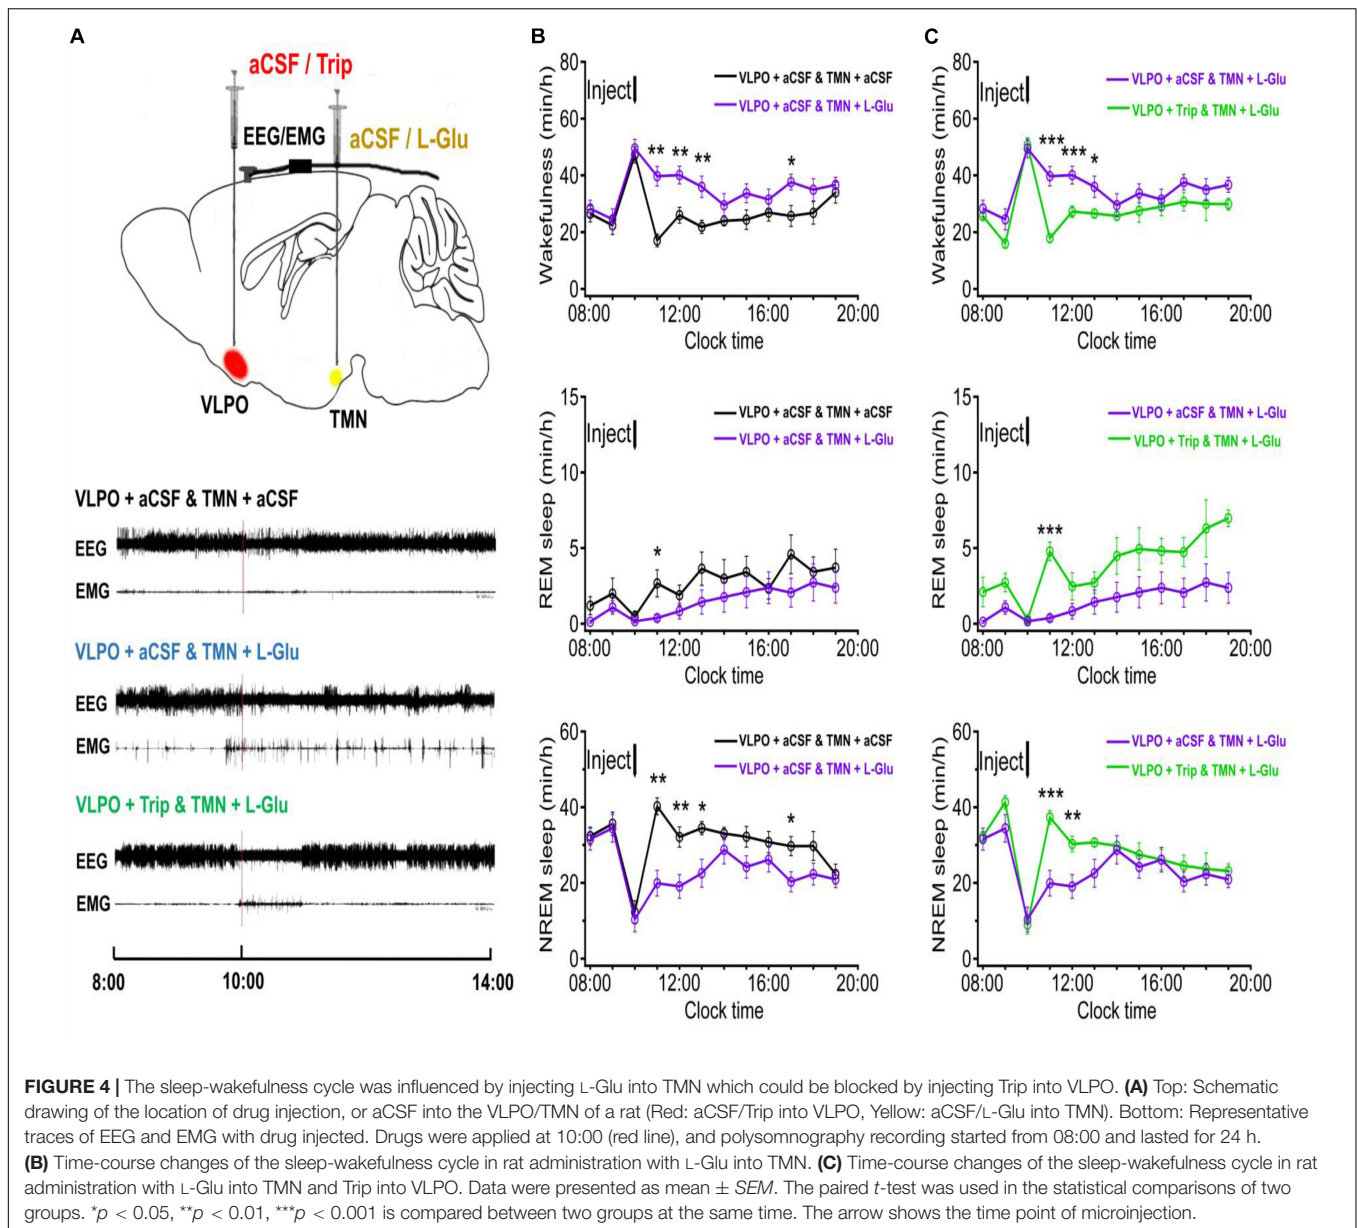 A
aCSF / Trip
EEG/EMG
aCSF / L-Glu
VLPO
TMN
VLPO + aCSF & TMN + aCSF
EEG
EMG
VLPO + aCSF & TMN + L-Glu
EEG
EMG
VLPO + Trip & TMN + L-Glu
EEG
EMG
8:00
10:00
14:00
B
Wakefulness (min/h)
80
60
40
20
0
Inject
VLPO + aCSF & TMN + aCSF
VLPO + aCSF & TMN + L-Glu
** ** ** *
08:00 12:00 16:00 20:00
Clock time
REM sleep (min/h)
15
10
5
0
Inject
VLPO + aCSF & TMN + aCSF
VLPO + aCSF & TMN + L-Glu
*
08:00 12:00 16:00 20:00
Clock time
NREM sleep (min/h)
60
40
20
0
Inject
VLPO + aCSF & TMN + aCSF
VLPO + aCSF & TMN + L-Glu
** ** * *
08:00 12:00 16:00 20:00
Clock time
C
Wakefulness (min/h)
80
60
40
20
0
Inject
VLPO + aCSF & TMN + L-Glu
VLPO + Trip & TMN + L-Glu
*** *** *
08:00 12:00 16:00 20:00
Clock time
REM sleep (min/h)
15
10
5
0
Inject
VLPO + aCSF & TMN + L-Glu
VLPO + Trip & TMN + L-Glu
***
08:00 12:00 16:00 20:00
Clock time
NREM sleep (min/h)
60
40
20
0
Inject
VLPO + aCSF & TMN + L-Glu
VLPO + Trip & TMN + L-Glu
*** **
08:00 12:00 16:00 20:00
Clock time
FIGURE 4 | The sleep-wakefulness cycle was influenced by injecting L-Glu into TMN which could be blocked by injecting Trip into VLPO. (A) Top: Schematic
drawing of the location of drug injection, or aCSF into the VLPO/TMN of a rat (Red: aCSF/Trip into VLPO, Yellow: aCSF/L-Glu into TMN). Bottom: Representative
traces of EEG and EMG with drug injected. Drugs were applied at 10:00 (red line), and polysomnography recording started from 08:00 and lasted for 24 h.
(B) Time-course changes of the sleep-wakefulness cycle in rat administration with L-Glu into TMN. (C) Time-course changes of the sleep-wakefulness cycle in rat
administration with L-Glu into TMN and Trip into VLPO. Data were presented as mean ± SEM. The paired t-test was used in the statistical comparisons of two
groups. *p < 0.05, **p < 0.01, ***p < 0.001 is compared between two groups at the same time. The arrow shows the time point of microinjection.